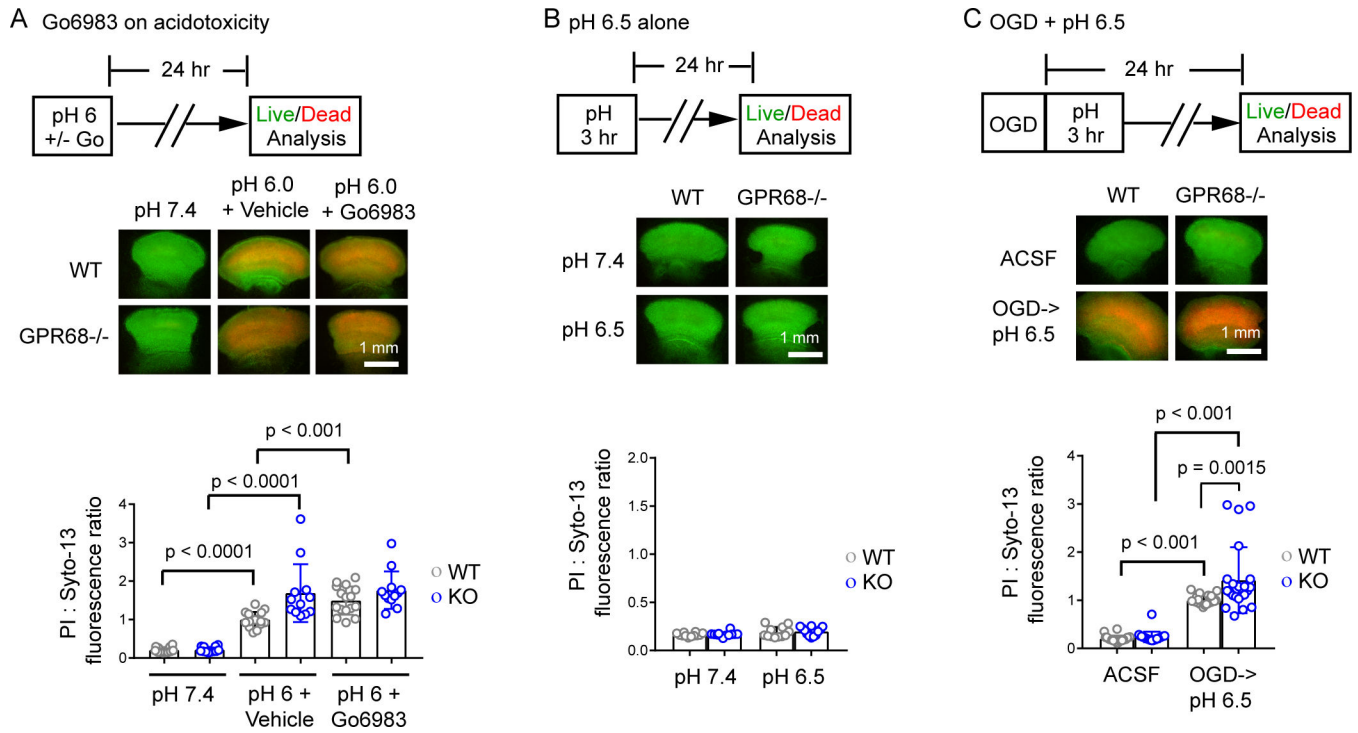 A Go6983 on acidotoxicity
24 hr
pH 6
+/- Go
Live/Dead
Analysis
pH 7.4
pH 6.0
+ Vehicle
pH 6.0
+ Go6983
WT
GPR68-/-
1 mm
p < 0.001
p < 0.0001
p < 0.0001
PI : Syto-13
fluorescence ratio
4
3
2
1
0
WT
KO
pH 7.4
pH 6 +
Vehicle
pH 6 +
Go6983
B pH 6.5 alone
24 hr
pH
3 hr
Live/Dead
Analysis
WT
GPR68-/-
pH 7.4
pH 6.5
1 mm
PI : Syto-13
fluorescence ratio
2.0
1.5
1.0
0.5
0.0
WT
KO
pH 7.4
pH 6.5
C OGD + pH 6.5
24 hr
OGD
pH
3 hr
Live/Dead
Analysis
WT
GPR68-/-
ACSF
OGD->
pH 6.5
1 mm
p < 0.001
p = 0.0015
p < 0.001
PI : Syto-13
fluorescence ratio
4
3
2
1
0
WT
KO
ACSF
OGD->
pH 6.5